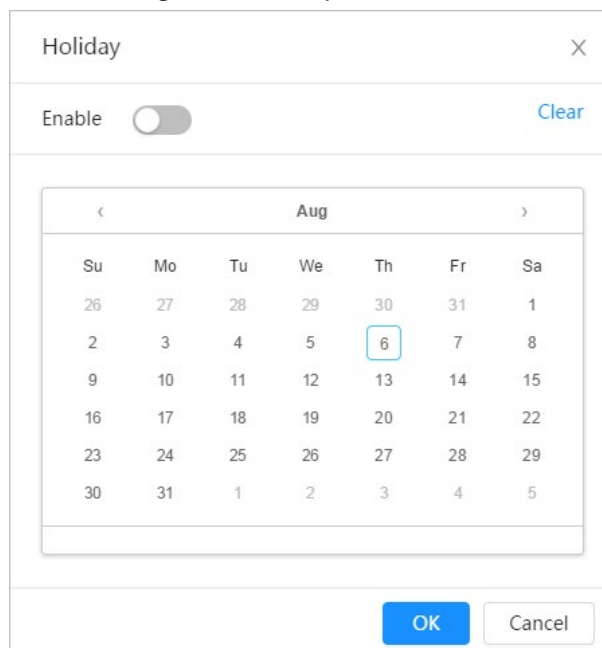 Holiday ×
Enable Clear
‹ Aug ›
Su Mo Tu We Th Fr Sa
26 27 28 29 30 31 1
2 3 4 5 6 7 8
9 10 11 12 13 14 15
16 17 18 19 20 21 22
23 24 25 26 27 28 29
30 31 1 2 3 4 5
OK Cancel